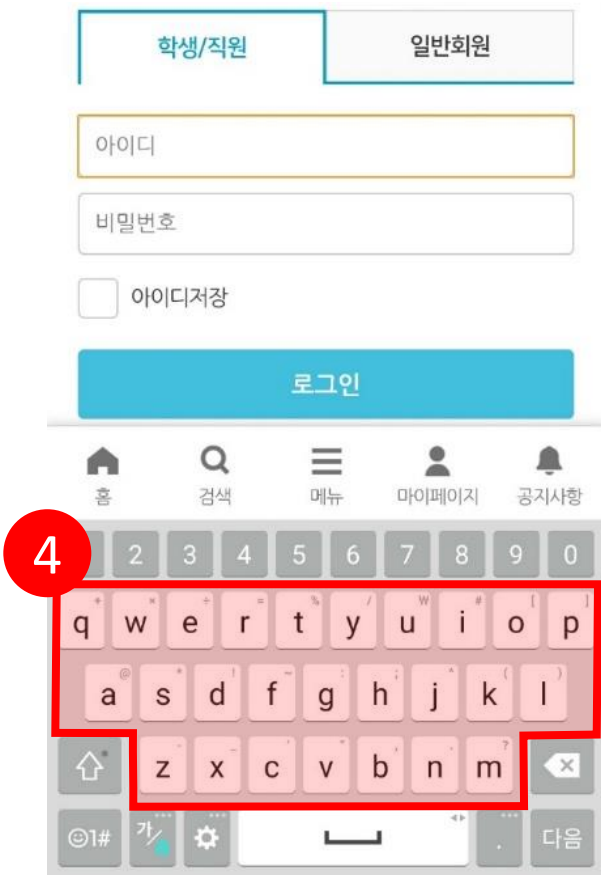 학생/직원 일반회원
아이디
비밀번호
아이디저장
로그인
홈 검색 메뉴 마이페이지 공지사항
4 2 3 4 5 6 7 8 9 0
q w e r t y u i o p
a s d f g h j k l
z x c v b n m
1# 가/ . 다음